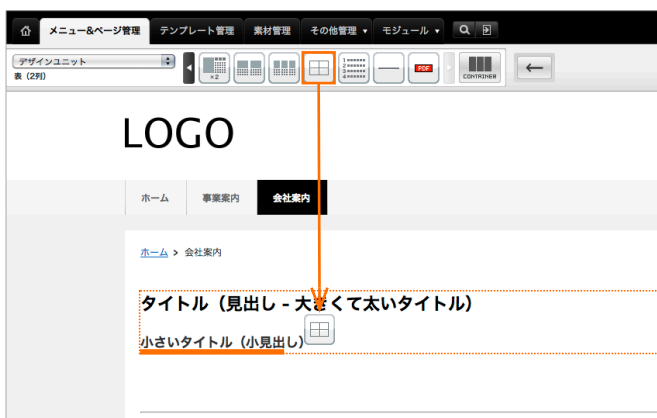 メニュー&ページ管理 テンプレート管理 素材管理 その他管理 ▼ モジュール ▼
デザインユニット
表（2列）
×2
1
2
3
4
PDF
CONTAINER
LOGO
ホーム 事業案内 会社案内
ホーム > 会社案内
タイトル（見出し - 大きくて太いタイトル）
小さいタイトル（小見出し）